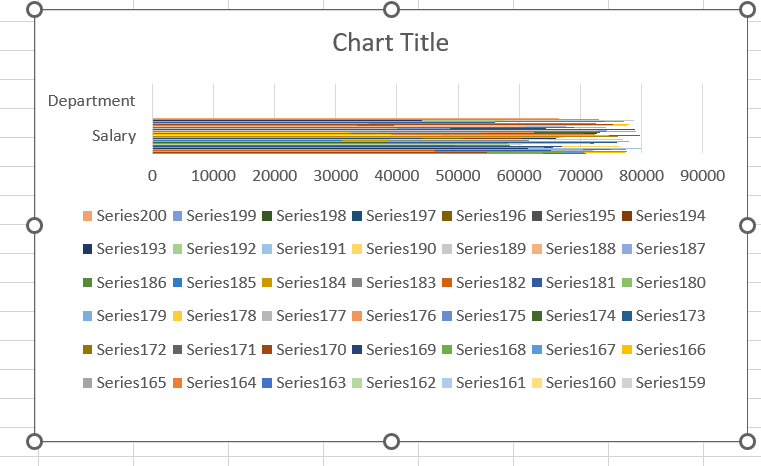 Chart Title
Department
Salary
0 10000 20000 30000 40000 50000 60000 70000 80000 90000
Series200 Series199 Series198 Series197 Series196 Series195 Series194
Series193 Series192 Series191 Series190 Series189 Series188 Series187
Series186 Series185 Series184 Series183 Series182 Series181 Series180
Series179 Series178 Series177 Series176 Series175 Series174 Series173
Series172 Series171 Series170 Series169 Series168 Series167 Series166
Series165 Series164 Series163 Series162 Series161 Series160 Series159